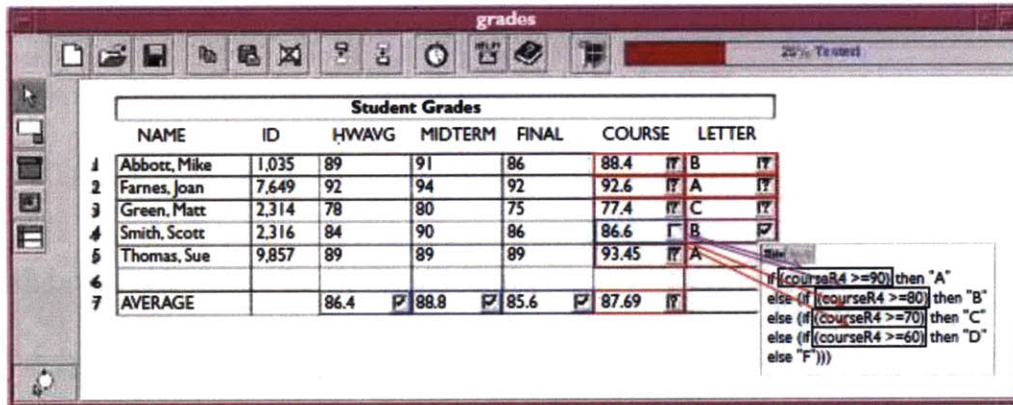 grades
HELP?
Student Grades
NAME ID HWAVG MIDTERM FINAL COURSE LETTER
1 Abbott, Mike 1,035 89 91 86 88.4 B
2 Farnes, Joan 7,649 92 94 92 92.6 A
3 Green, Matt 2,314 78 80 75 77.4 C
4 Smith, Scott 2,316 84 90 86 86.6 B
5 Thomas, Sue 9,857 89 89 89 93.45 A
6
7 AVERAGE 86.4 88.8 85.6 87.69
if (courseR4 >=90) then "A"
else (if (courseR4 >=80) then "B"
else (if (courseR4 >=70) then "C"
else (if (courseR4 >=60) then "D"
else "F")))